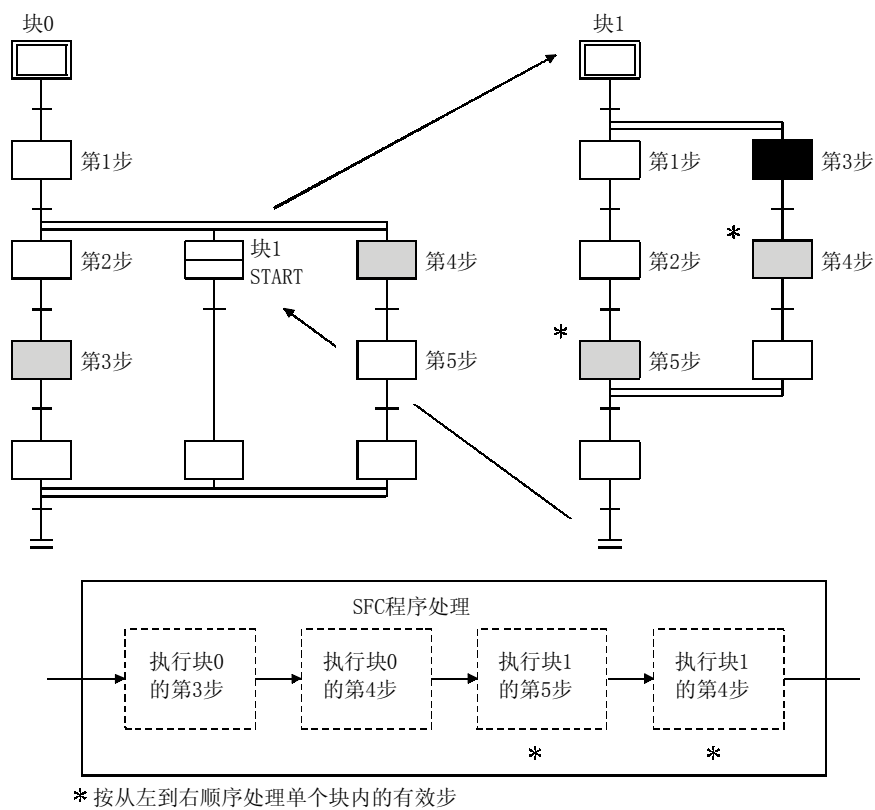 块0
块1
第1步
第1步
第3步
第2步
块1
START
第4步
第2步
第4步
*
第3步
第5步
*
第5步
SFC程序处理
执行块0
的第3步
执行块0
的第4步
执行块1
的第5步
执行块1
的第4步
*
*
*按从左到右顺序处理单个块内的有效步